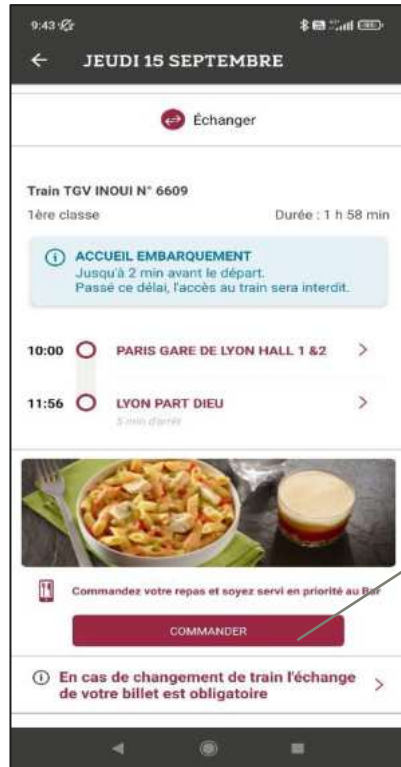 9:43
JEUDI 15 SEPTEMBRE
Échanger
Train TGV INOUI N° 6609
1ère classe
Durée : 1 h 58 min
ACCUEIL EMBARQUEMENT
Jusqu'à 2 min avant le départ.
Passé ce délai, l'accès au train sera interdit.
10:00 PARIS GARE DE LYON HALL 1 &2
11:56 LYON PART DIEU
5 min d'arrêt
Commandez votre repas et soyez servi en priorité au Bar
COMMANDER
En cas de changement de train l'échange
de votre billet est obligatoire